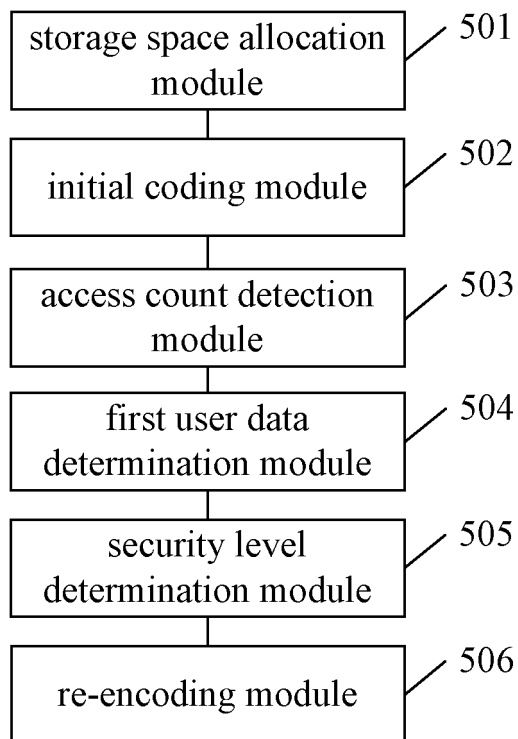 storage space allocation
module
501
initial coding module
502
access count detection
module
503
first user data
determination module
504
security level
determination module
505
re-encoding module
506